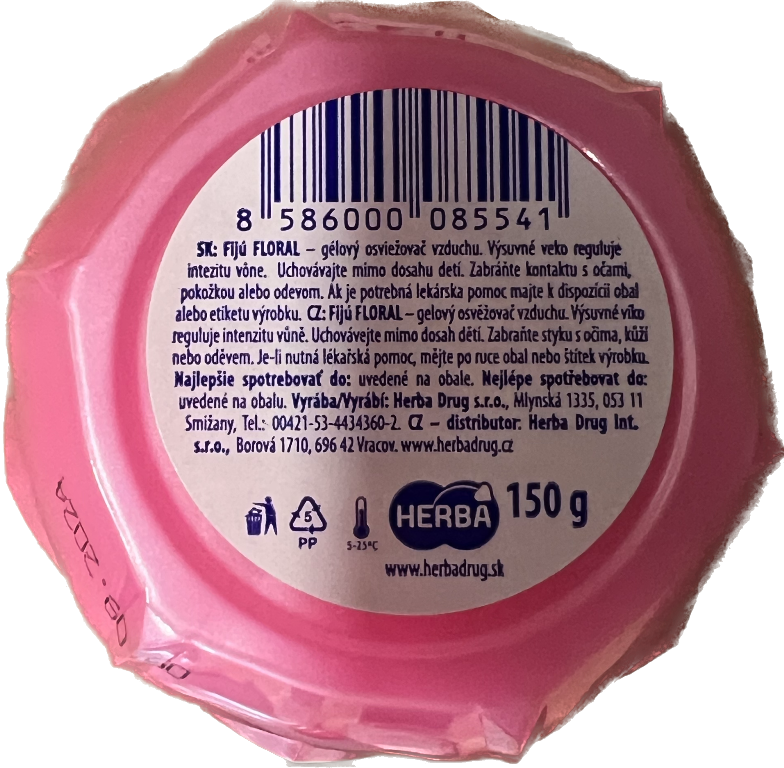 8 586000 085541
SK: Fijú FLORAL – gélový osviežovač vzduchu. Výsuvné veko reguluje
intezitu vône. Uchovávajte mimo dosahu detí. Zabráňte kontaktu s očami,
pokožkou alebo odevom. Ak je potrebná lekárska pomoc majte k dispozícii obal
alebo etiketu výrobku. CZ: Fijú FLORAL – gelový osvěžovač vzduchu. Výsuvné víko
reguluje intenzitu vůně. Uchovávejte mimo dosah dětí. Zabraňte styku s očima, kůží
nebo oděvem. Je-li nutná lékařská pomoc, mějte po ruce obal nebo štítek výrobku.
Najlepšie spotrebovať do: uvedené na obale. Nejlépe spotřebovat do:
uvedené na obalu. Vyrába/Vyrábí: Herba Drug s.r.o., Mlynská 1335, 053 11
Smižany, Tel.: 00421-53-4434360-2. CZ – distributor: Herba Drug Int.
s.r.o., Borová 1710, 696 42 Vracov. www.herbadrug.cz
5
PP
5-25°C
HERBA
150 g
www.herbadrug.sk
09.2024